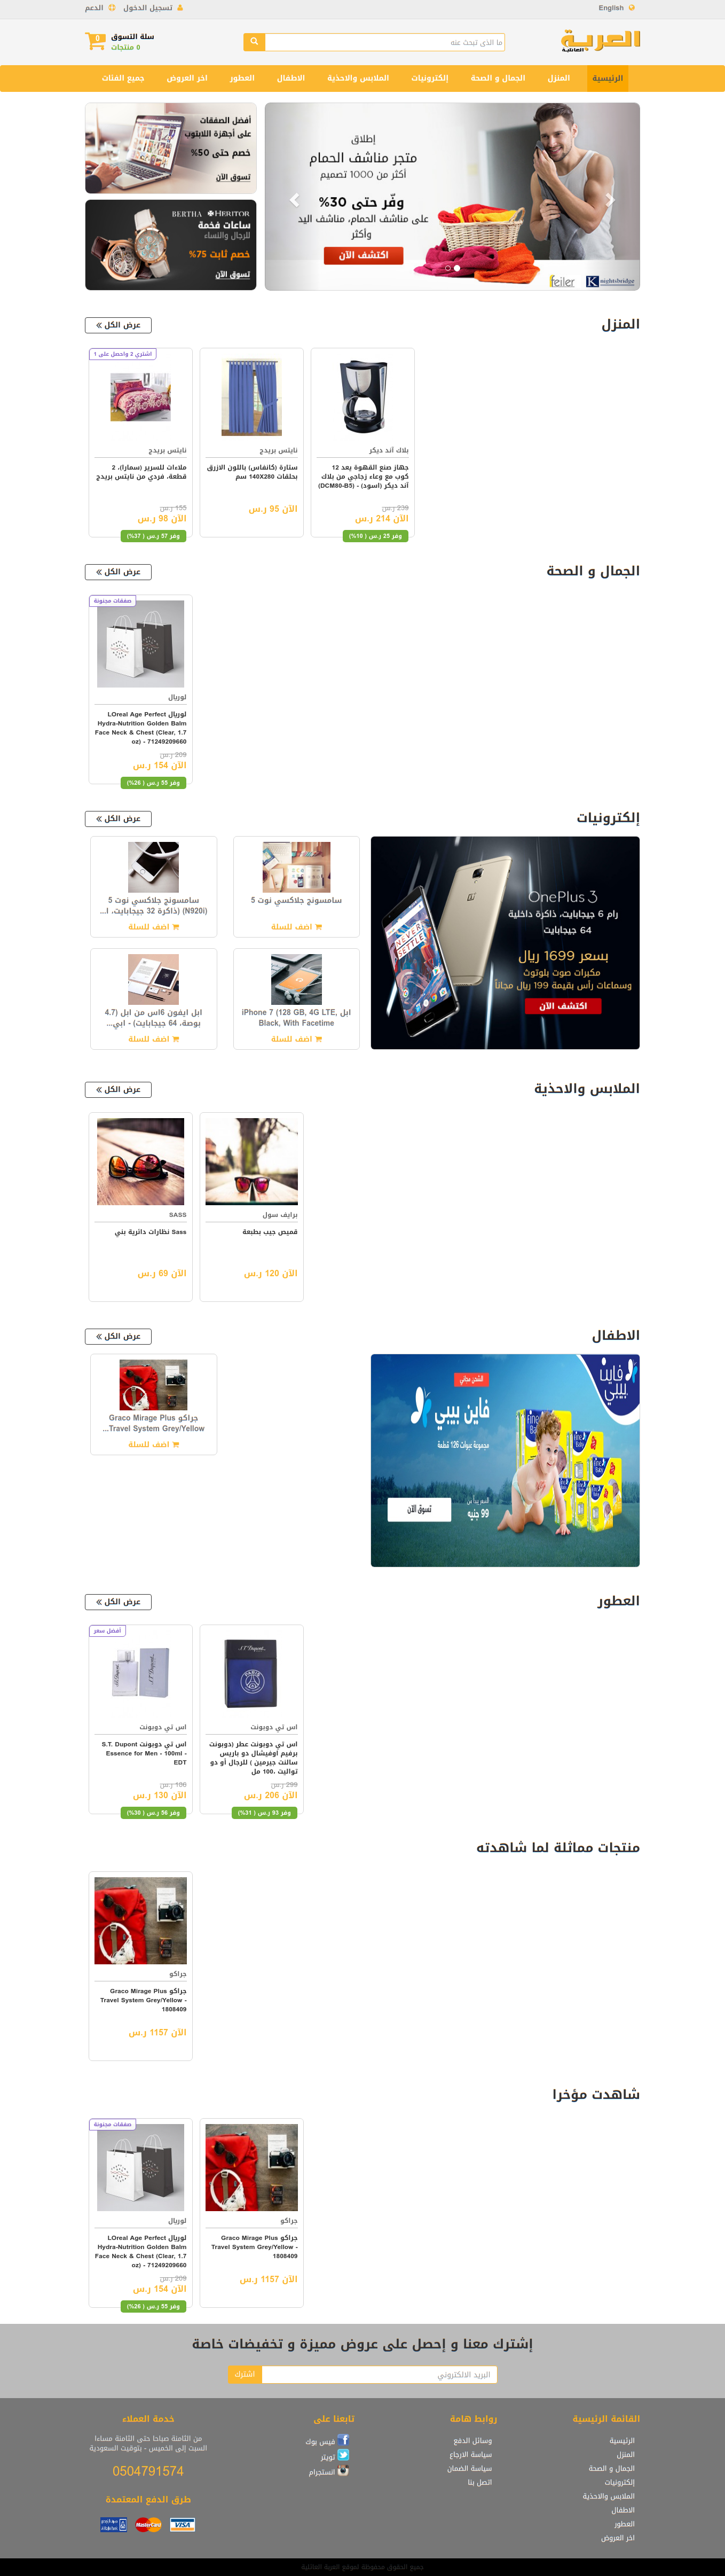 English
تسجيل الدخول
الدعم
العربة
العائلية
ما الذي تبحث عنه
سلة التسوق
0
0 منتجات
الرئيسية
المنزل
الجمال و الصحة
إلكترونيات
الملابس والاحذية
الاطفال
العطور
اخر العروض
جميع الفئات
إطلاق
متجر مناشف الحمام
أكثر من 1000 تصميم
وفّر حتى 30%
على مناشف الحمام، مناشف اليد
وأكثر
اكتشف الآن
feiler
Knightsbridge
أفضل الصفقات
على أجهزة اللابتوب
خصم حتى 50%
تسوق الآن
BERTHA HERITOR
ساعات فخمة
للرجال والنساء
خصم ثابت 75%
تسوق الآن
المنزل
عرض الكل
بلاك آند ديكر
جهاز صنع القهوة يعد 12
كوب مع وعاء زجاجي من بلاك
آند ديكر (اسود) - (DCM80-B5)
239 ر.س
الآن 214 ر.س
وفر 25 ر.س ( 10%)
نايتس بريدج
ستارة (كانفاس) باللون الازرق
بحلقات 140X280 سم
الآن 95 ر.س
اشتري 2 واحصل على 1
نايتس بريدج
ملاءات للسرير (سمارا)، 2
قطعة، فردي من نايتس بريدج
155 ر.س
الآن 98 ر.س
وفر 57 ر.س ( 37%)
الجمال و الصحة
عرض الكل
صفقات مجنونة
لوريال
لوريال LOreal Age Perfect
Hydra-Nutrition Golden Balm
Face Neck & Chest (Clear, 1.7
oz) - 71249209660
209 ر.س
الآن 154 ر.س
وفر 55 ر.س ( 26%)
إلكترونيات
عرض الكل
OnePlus 3
رام 6 جيجابايت، ذاكرة داخلية
64 جيجابايت
بسعر 1699 ريال
مكبرات صوت بلوتوث
وسماعات رأس بقيمة 199 ريال مجاناً
اكتشف الآن
سامسونج جلاكسي نوت 5
اضف للسلة
سامسونج جلاكسي نوت 5
(N920i) (ذاكرة 32 جيجابايت، ا...
اضف للسلة
ابل iPhone 7 (128 GB, 4G LTE,
Black, With Facetime
اضف للسلة
ابل ايفون 6اس من ابل (4.7
بوصة، 64 جيجابايت) - ابي...
اضف للسلة
الملابس والاحذية
عرض الكل
برايف سول
قميص جيب بطبعة
الآن 120 ر.س
SASS
Sass نظارات دائرية بني
الآن 69 ر.س
الاطفال
عرض الكل
فاين
بيبي
الشحن مجاني
فاين بيبي
مجموعة عبوات 126 قطعة
السعر يبدأ من
99 جنيه
تسوق الآن
جراكو Graco Mirage Plus
Travel System Grey/Yellow...
اضف للسلة
العطور
عرض الكل
S.T. Dupont
PARIS
اس تي دوبونت
اس تي دوبونت عطر (دوبونت
برفيم اوفيشال دو باريس
سالنت جيرمين ) للرجال أو دو
تواليت ،100 مل
299 ر.س
الآن 206 ر.س
وفر 93 ر.س ( 31%)
أفضل سعر
S.T. Dupont
اس تي دوبونت
اس تي دوبونت S.T. Dupont
Essence for Men - 100ml -
EDT
186 ر.س
الآن 130 ر.س
وفر 56 ر.س ( 30%)
منتجات مماثلة لما شاهدته
جراكو
جراكو Graco Mirage Plus
Travel System Grey/Yellow -
1808409
الآن 1157 ر.س
شاهدت مؤخرا
جراكو
جراكو Graco Mirage Plus
Travel System Grey/Yellow -
1808409
الآن 1157 ر.س
صفقات مجنونة
لوريال
لوريال LOreal Age Perfect
Hydra-Nutrition Golden Balm
Face Neck & Chest (Clear, 1.7
oz) - 71249209660
209 ر.س
الآن 154 ر.س
وفر 55 ر.س ( 26%)
إشترك معنا و إحصل على عروض مميزة و تخفيضات خاصة
البريد الالكتروني
اشترك
القائمة الرئيسية
الرئيسية
المنزل
الجمال و الصحة
إلكترونيات
الملابس والاحذية
الاطفال
العطور
اخر العروض
روابط هامة
وسائل الدفع
سياسة الارجاع
سياسة الضمان
اتصل بنا
تابعنا على
فيس بوك
تويتر
انستجرام
خدمة العملاء
من الثامنة صباحا حتى الثامنة مساءا
السبت إلى الخميس - بتوقيت السعودية
0504791574
طرق الدفع المعتمدة
VISA
MasterCard
جميع الحقوق محفوظة لموقع العربة العائلية